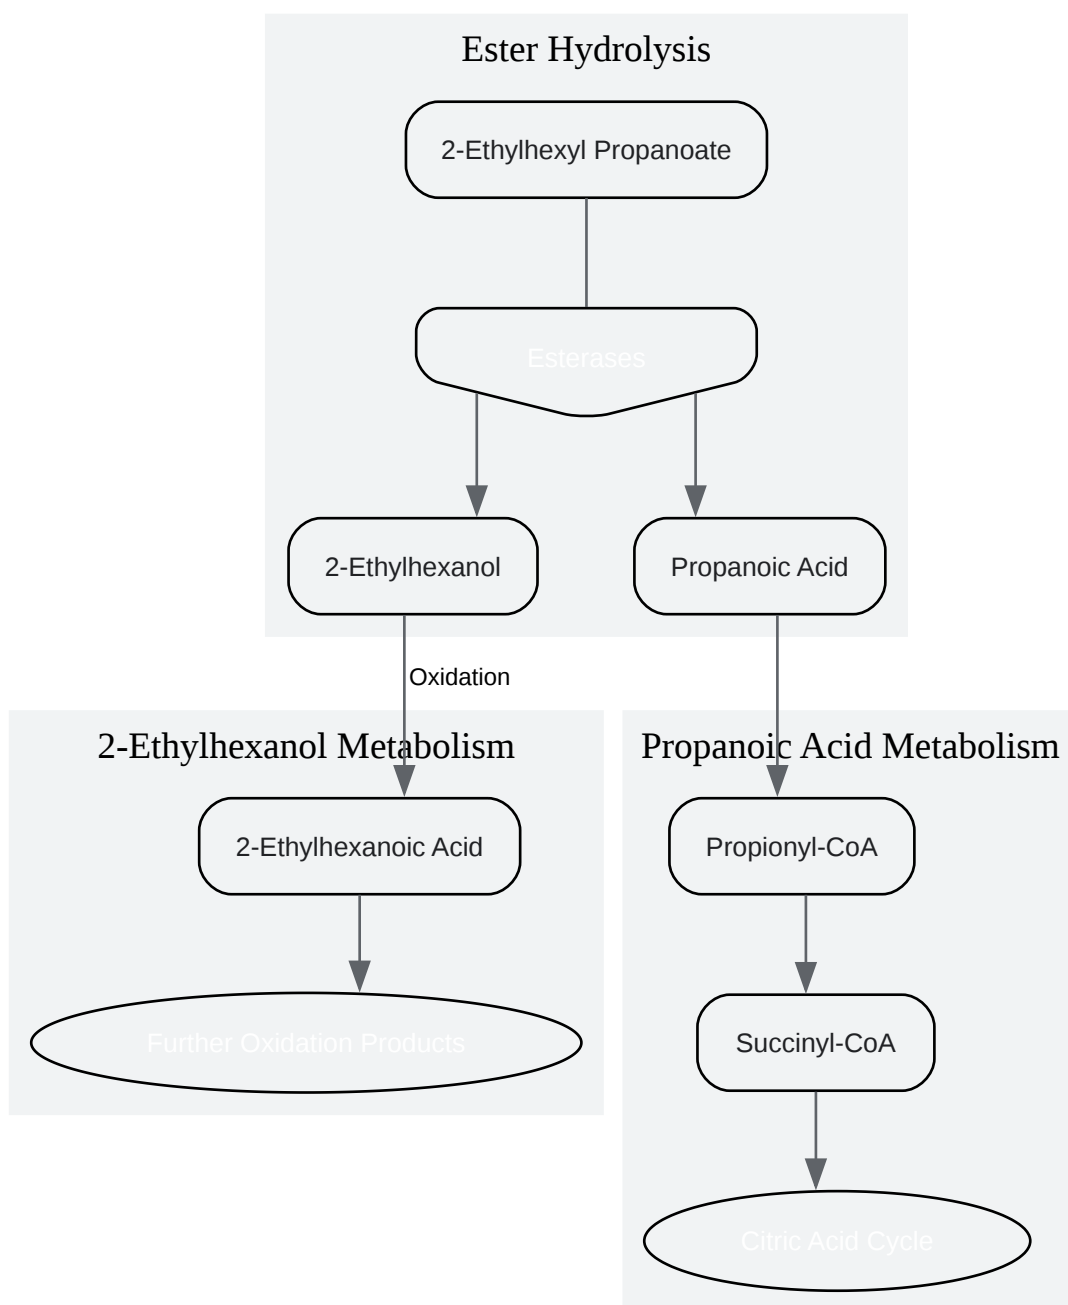 Ester Hydrolysis
2-Ethylhexyl Propanoate
Esterases
2-Ethylhexanol
Propanoic Acid
Oxidation
2-Ethylhexanol Metabolism
Propanoic Acid Metabolism
2-Ethylhexanoic Acid
Propionyl-CoA
Further Oxidation Products
Succinyl-CoA
Citric Acid Cycle